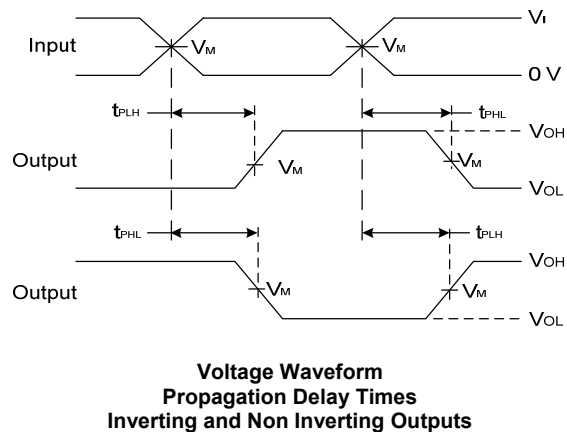 VI
Input VM VM
0 V
tPLH tPHL
VOH
Output VM VM
VOL
tPHL tPLH
VOH
Output VM VM
VOL
Voltage Waveform
Propagation Delay Times
Inverting and Non Inverting Outputs